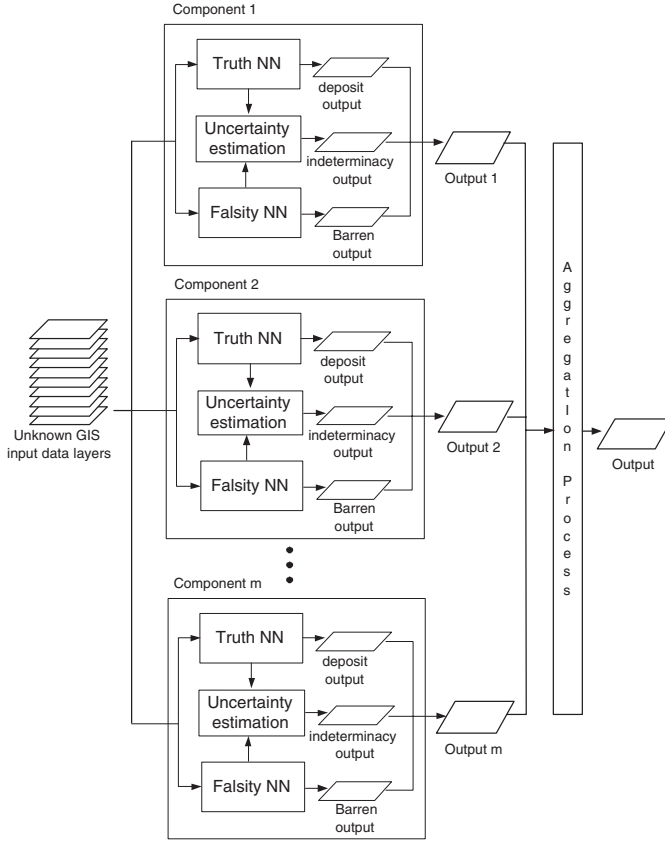 Component 1
Truth NN
deposit
output
Uncertainty
estimation
indeterminacy
output
Output 1
Falsity NN
Barren
output
Component 2
Truth NN
deposit
output
Uncertainty
estimation
indeterminacy
output
Output 2
Falsity NN
Barren
output
Unknown GIS
input data layers
Component m
Truth NN
deposit
output
Uncertainty
estimation
indeterminacy
output
Output m
Falsity NN
Barren
output
AggregatIon Process
Output